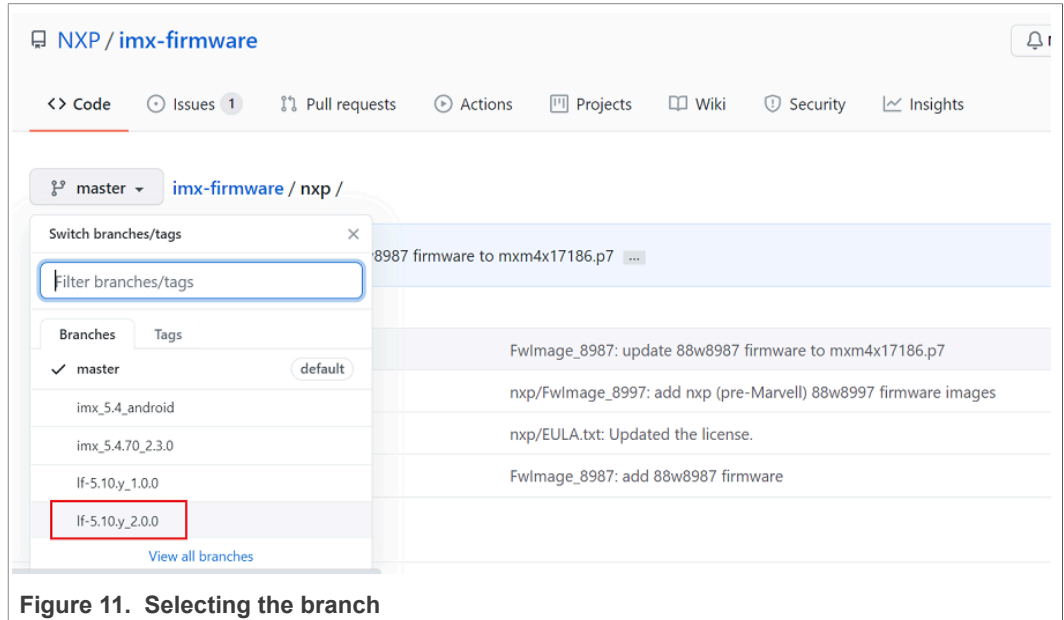 NXP / imx-firmware
<> Code Issues 1 Pull requests Actions Projects Wiki Security Insights
master imx-firmware / nxp /
Switch branches/tags
8987 firmware to mxm4x17186.p7 ...
Filter branches/tags
Branches Tags
FwImage_8987: update 88w8987 firmware to mxm4x17186.p7
master default
nxp/FwImage_8997: add nxp (pre-Marvell) 88w8997 firmware images
imx_5.4_android
nxp/EULA.txt: Updated the license.
imx_5.4.70_2.3.0
FwImage_8987: add 88w8987 firmware
lf-5.10.y_1.0.0
lf-5.10.y_2.0.0
View all branches
Figure 11. Selecting the branch